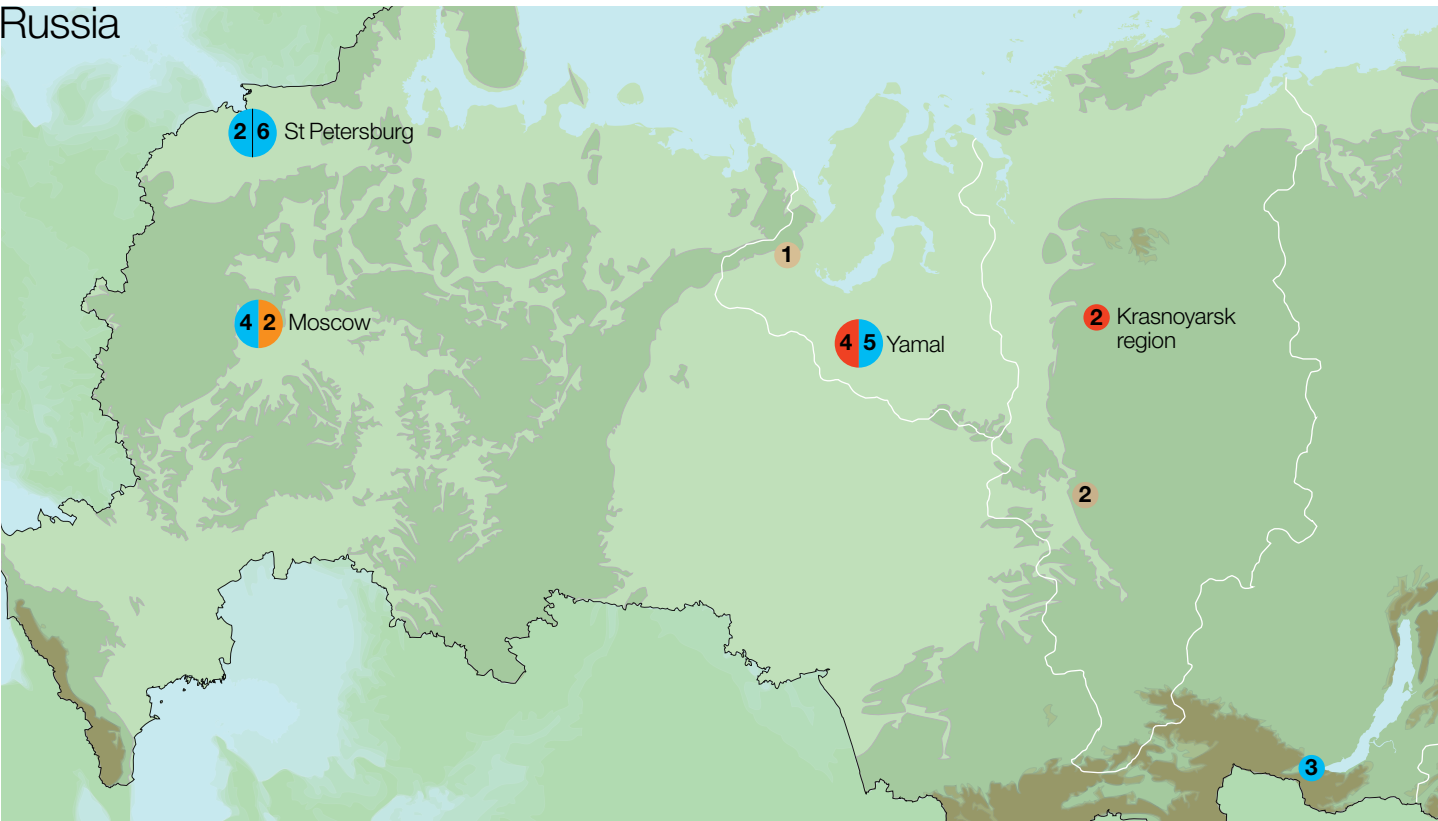 Russia
2 6 St Petersburg
1
4 2 Moscow
2 Krasnoyarsk
region
4 5 Yamal
2
3